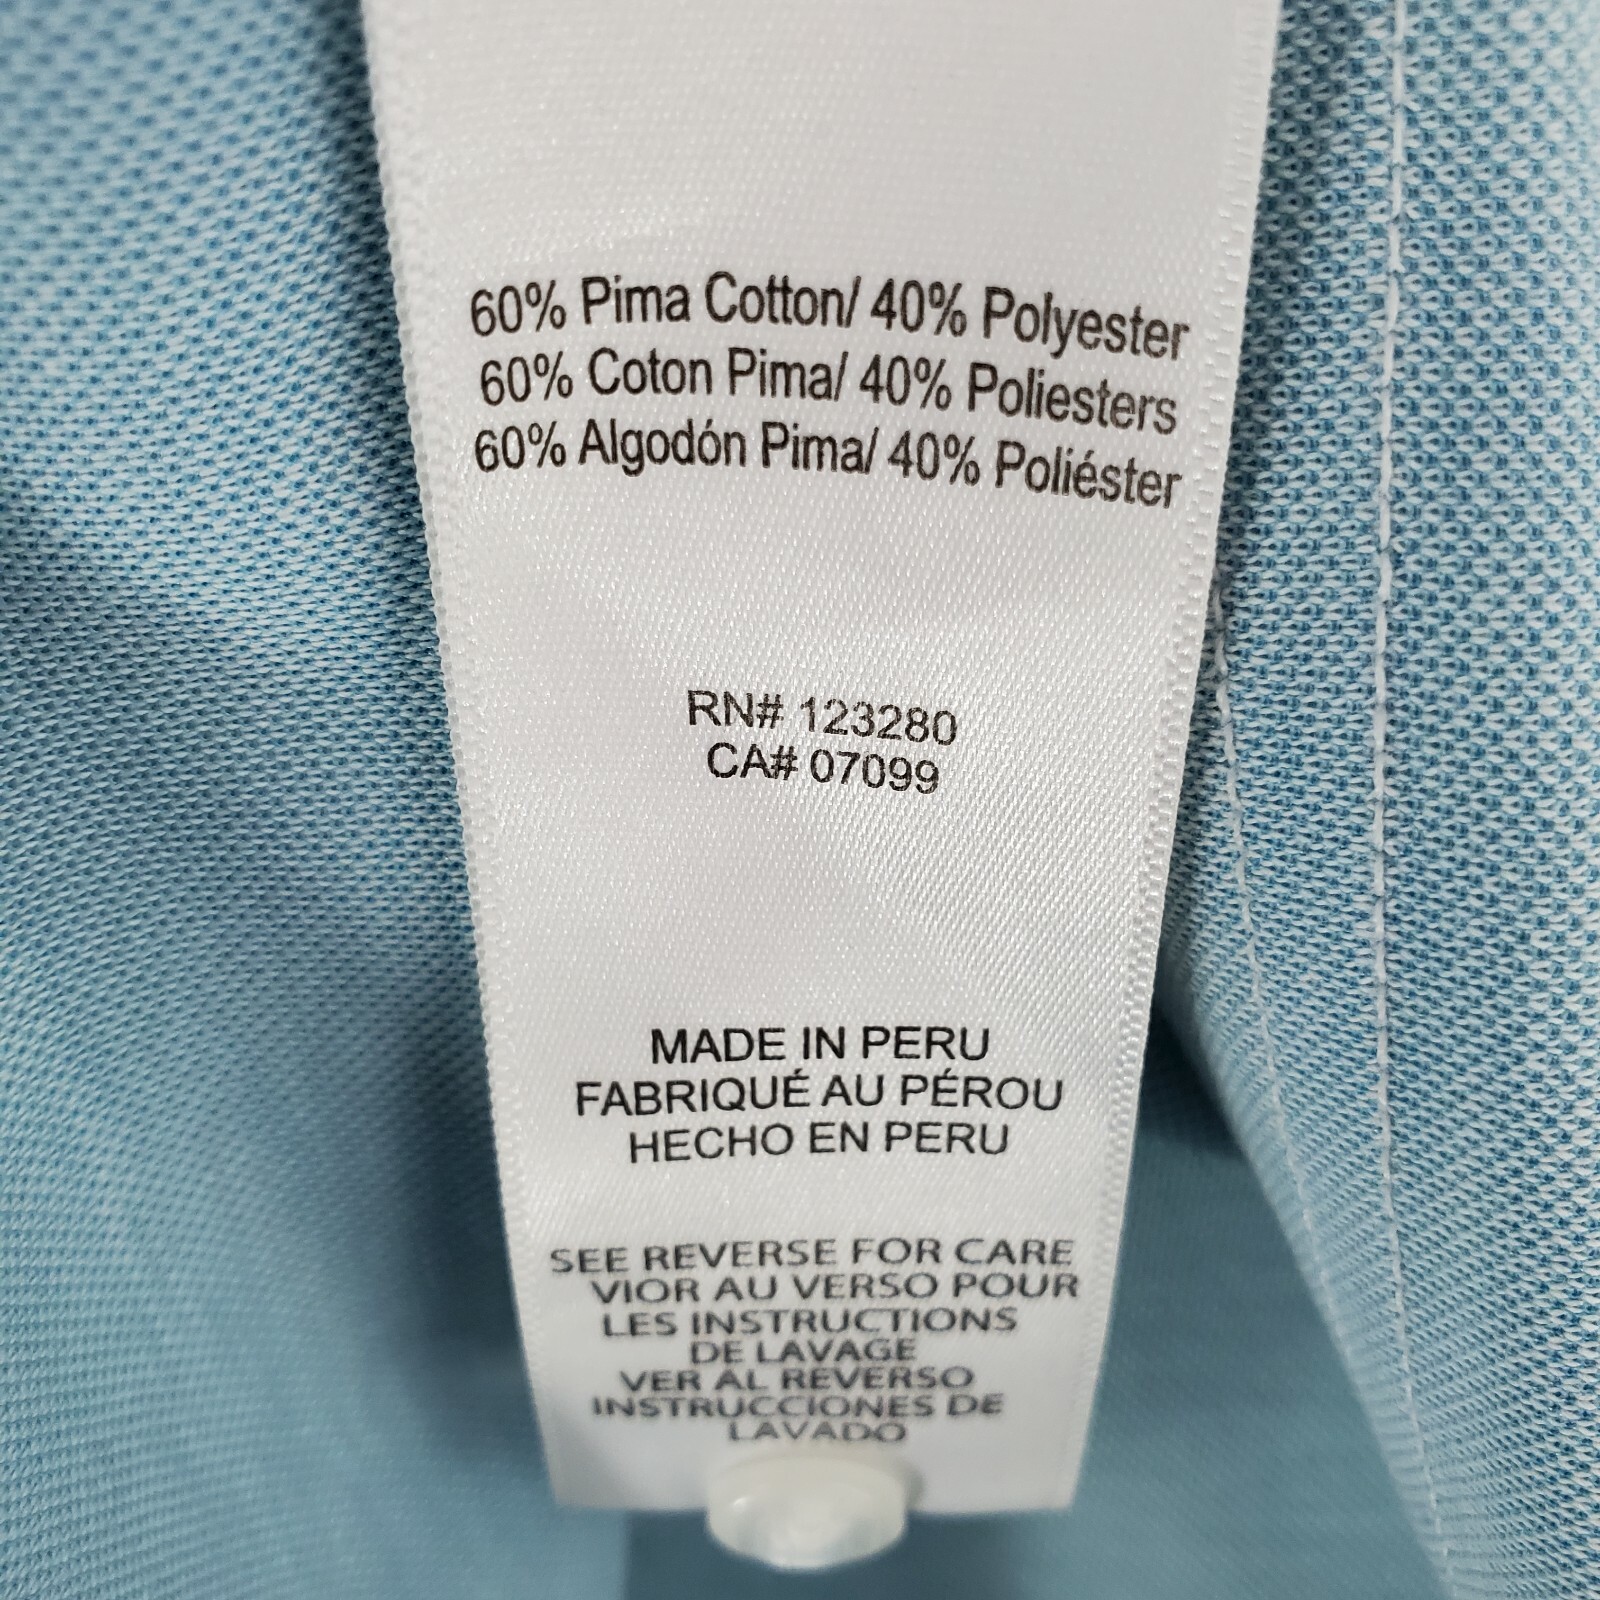 60% Pima Cotton/ 40% Polyester
60% Coton Pima/ 40% Poliesters
60% Algodón Pima/ 40% Poliéster
RN# 123280
CA# 07099
MADE IN PERU
FABRIQUÉ AU PÉROU
HECHO EN PERU
SEE REVERSE FOR CARE
VIOR AU VERSO POUR
LES INSTRUCTIONS
DE LAVAGE
VER AL REVERSO
INSTRUCCIONES DE
LAVADO